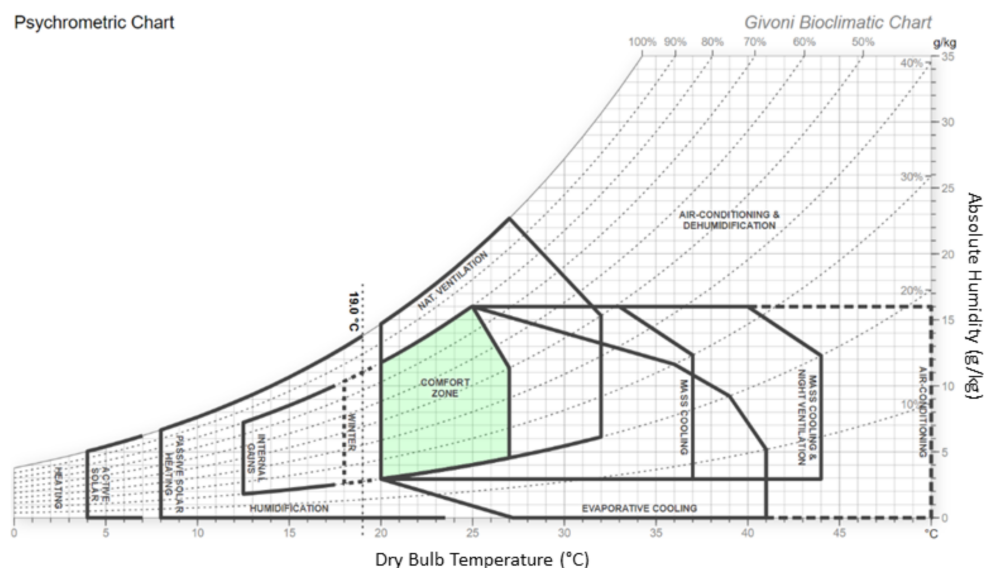 Psychrometric Chart
Givoni Bioclimatic Chart
100% 90% 80% 70% 60% 50% g/kg
40%
35
30
30%
25
AIR-CONDITIONING &
DEHUMIDIFICATION
20
20%
15
10
10%
5
0
Absolute Humidity (g/kg)
NAT. VENTILATION
19.0 °C
COMFORT
ZONE
WINTER
INTERNAL
GAINS
PASSIVE SOLAR
HEATING
ACTIVE
SOLAR
HEATING
MASS COOLING
MASS COOLING &
NIGHT VENTILATION
AIR-CONDITIONING
HUMIDIFICATION
EVAPORATIVE COOLING
0 5 10 15 20 25 30 35 40 45 °C
Dry Bulb Temperature (°C)